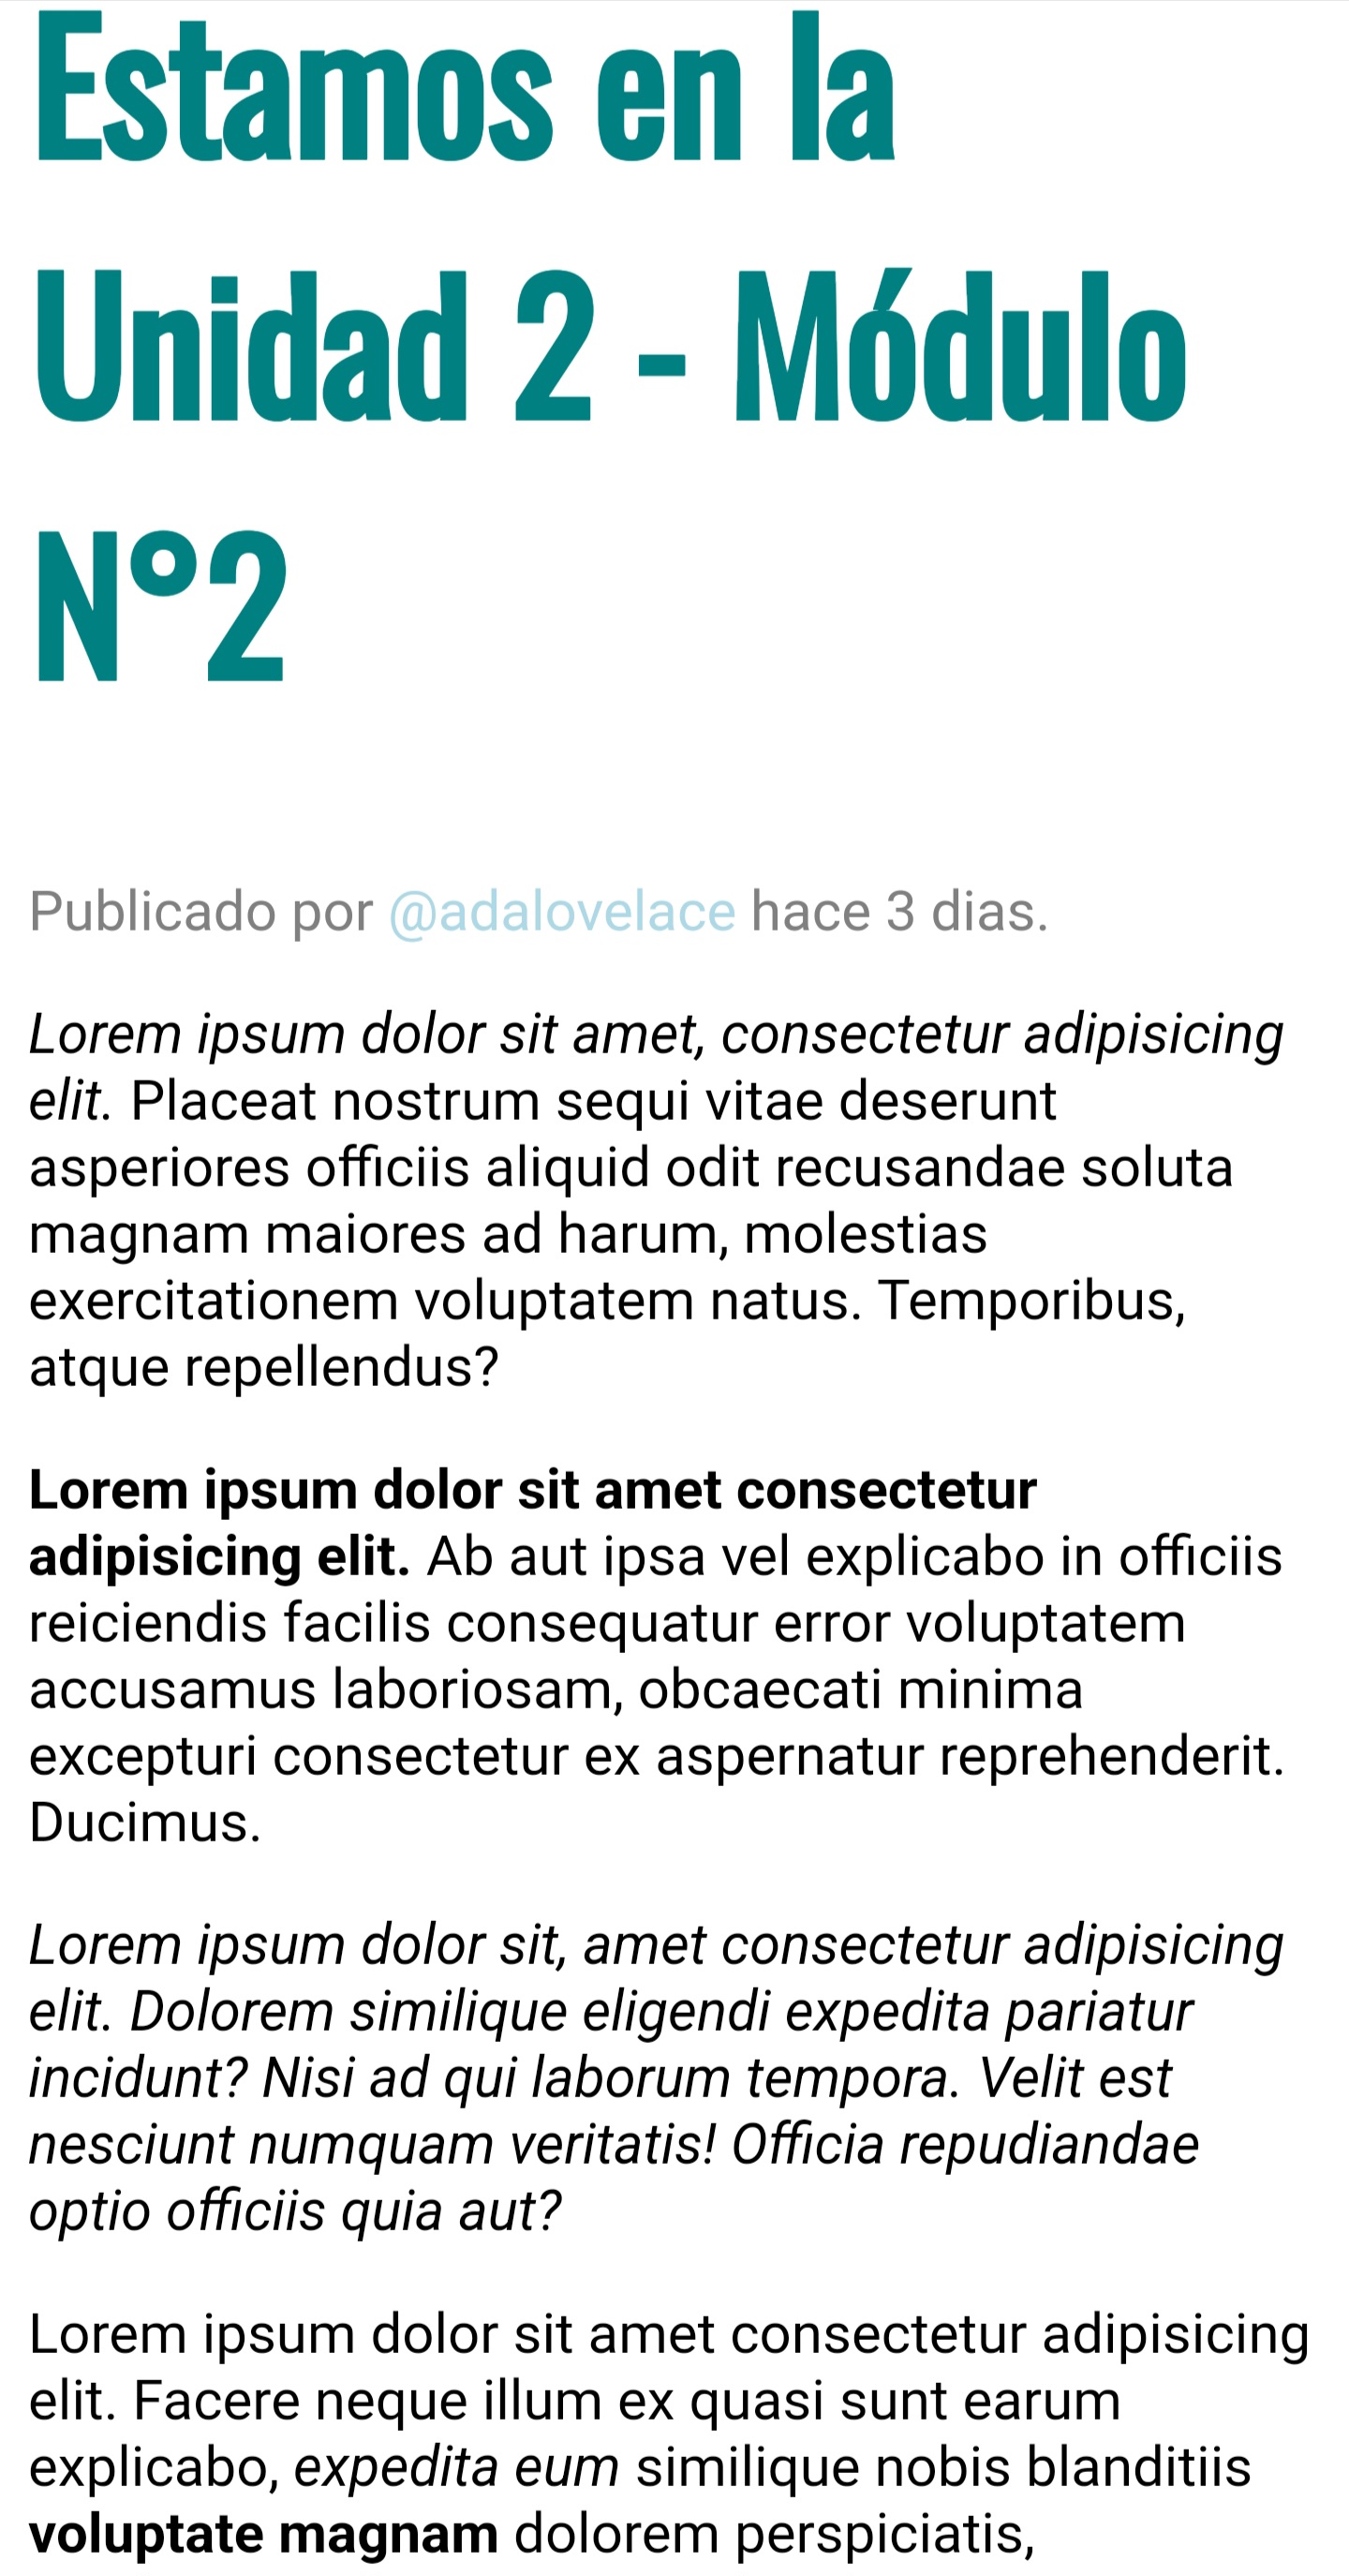 Estamos en la
Unidad 2 - Módulo
N°2
Publicado por @adalovelace hace 3 dias.
Lorem ipsum dolor sit amet, consectetur adipisicing
elit. Placeat nostrum sequi vitae deserunt
asperiores officiis aliquid odit recusandae soluta
magnam maiores ad harum, molestias
exercitationem voluptatem natus. Temporibus,
atque repellendus?
Lorem ipsum dolor sit amet consectetur
adipisicing elit. Ab aut ipsa vel explicabo in officiis
reiciendis facilis consequatur error voluptatem
accusamus laboriosam, obcaecati minima
excepturi consectetur ex aspernatur reprehenderit.
Ducimus.
Lorem ipsum dolor sit, amet consectetur adipisicing
elit. Dolorem similique eligendi expedita pariatur
incidunt? Nisi ad qui laborum tempora. Velit est
nesciunt numquam veritatis! Officia repudiandae
optio officiis quia aut?
Lorem ipsum dolor sit amet consectetur adipisicing
elit. Facere neque illum ex quasi sunt earum
explicabo, expedita eum similique nobis blanditiis
voluptate magnam dolorem perspiciatis,